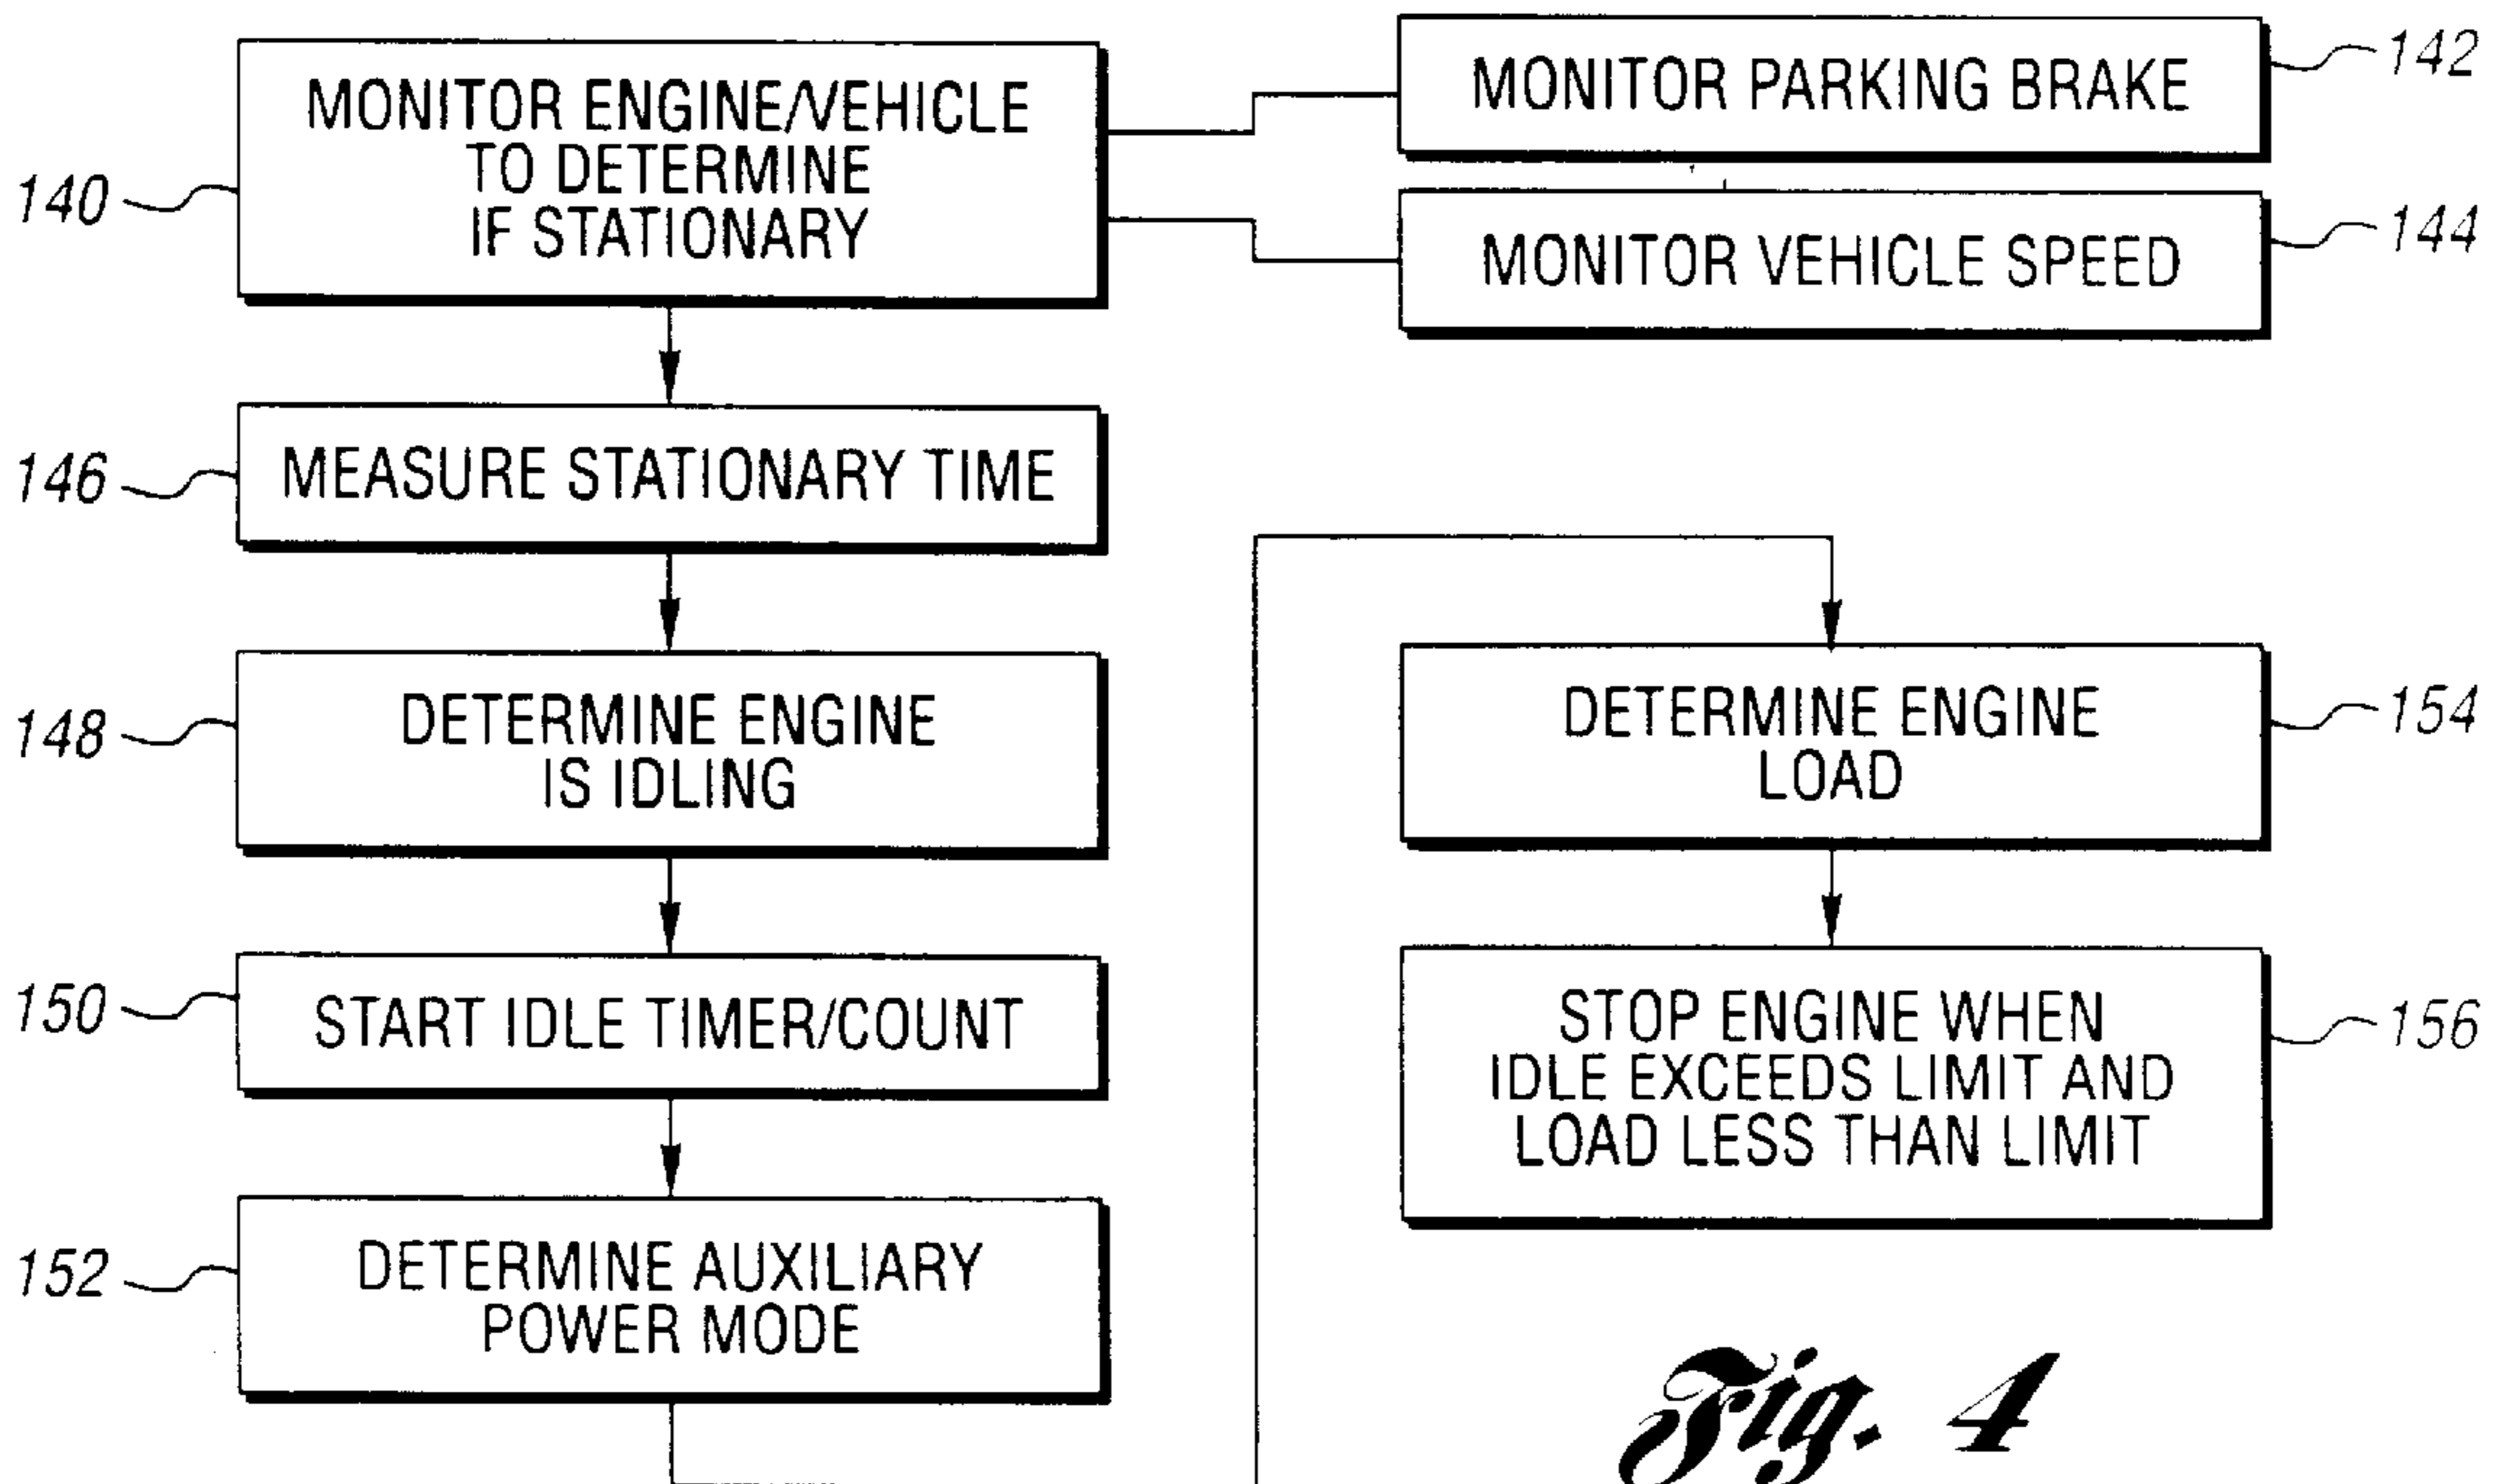 140
MONITOR ENGINE/VEHICLE
TO DETERMINE
IF STATIONARY
MONITOR PARKING BRAKE
142
MONITOR VEHICLE SPEED
144
146
MEASURE STATIONARY TIME
148
DETERMINE ENGINE
IS IDLING
150
START IDLE TIMER/COUNT
152
DETERMINE AUXILIARY
POWER MODE
DETERMINE ENGINE
LOAD
154
STOP ENGINE WHEN
IDLE EXCEEDS LIMIT AND
LOAD LESS THAN LIMIT
156
Fig. 4